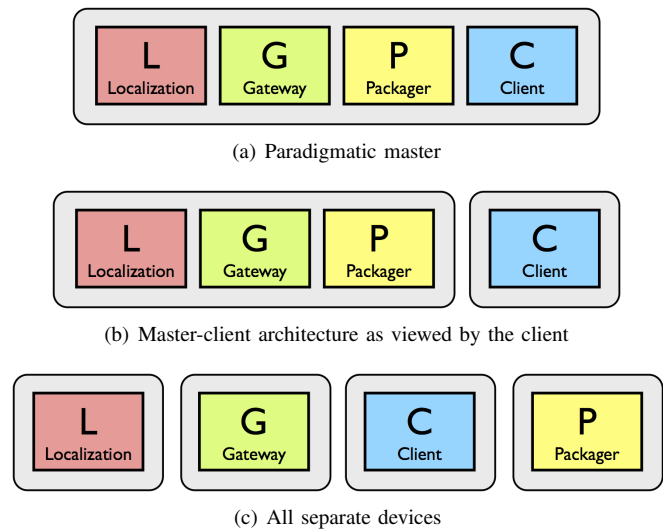 L G P C
Localization Gateway Packager Client
(a) Paradigmatic master
L G P C
Localization Gateway Packager Client
(b) Master-client architecture as viewed by the client
L G C P
Localization Gateway Client Packager
(c) All separate devices